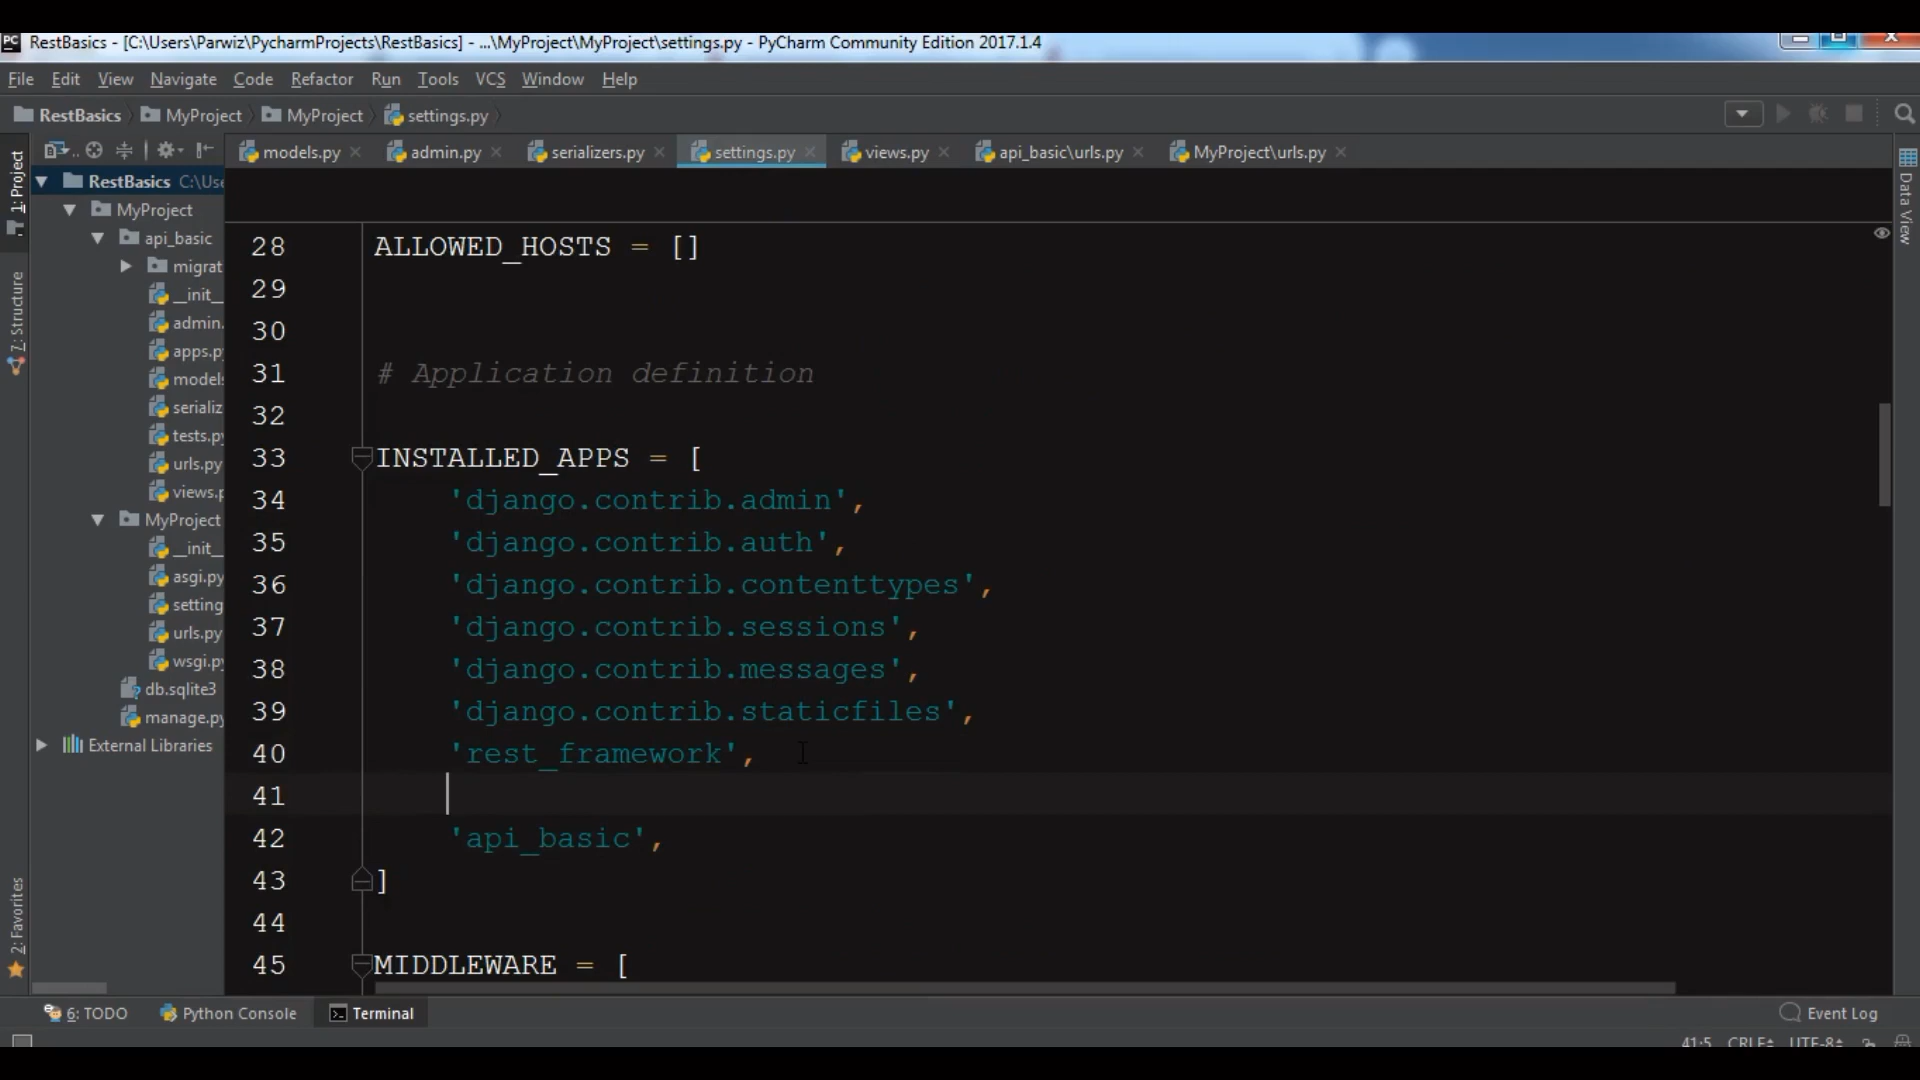 PC RestBasics - [C:\Users\Parwiz\PycharmProjects\RestBasics] - ...\MyProject\MyProject\settings.py - PyCharm Community Edition 2017.1.4
File Edit View Navigate Code Refactor Run Tools VCS Window Help
RestBasics MyProject MyProject settings.py
models.py admin.py serializers.py settings.py views.py api_basic\urls.py MyProject\urls.py
1: Project
7: Structure
2: Favorites
RestBasics C:\Use
MyProject
api_basic
migrat
__init__
admin.
apps.p
model
serializ
tests.py
urls.py
views.p
MyProject
__init__
asgi.py
setting
urls.py
wsgi.py
db.sqlite3
manage.py
External Libraries
28 ALLOWED_HOSTS = []
29
30
31 # Application definition
32
33 INSTALLED_APPS = [
34 'django.contrib.admin',
35 'django.contrib.auth',
36 'django.contrib.contenttypes',
37 'django.contrib.sessions',
38 'django.contrib.messages',
39 'django.contrib.staticfiles',
40 'rest_framework',
41
42 'api_basic',
43 ]
44
45 MIDDLEWARE = [
Data View
6: TODO Python Console Terminal Event Log
41:5 CRLF UTF-8